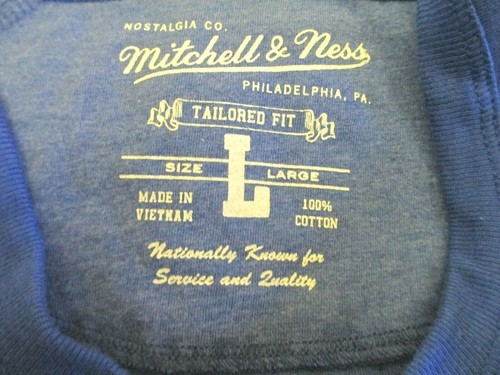 NOSTALGIA CO.
Mitchell & Ness
PHILADELPHIA, PA.
TAILORED FIT
SIZE L LARGE
MADE IN
VIETNAM
100%
COTTON
Nationally Known for
Service and Quality